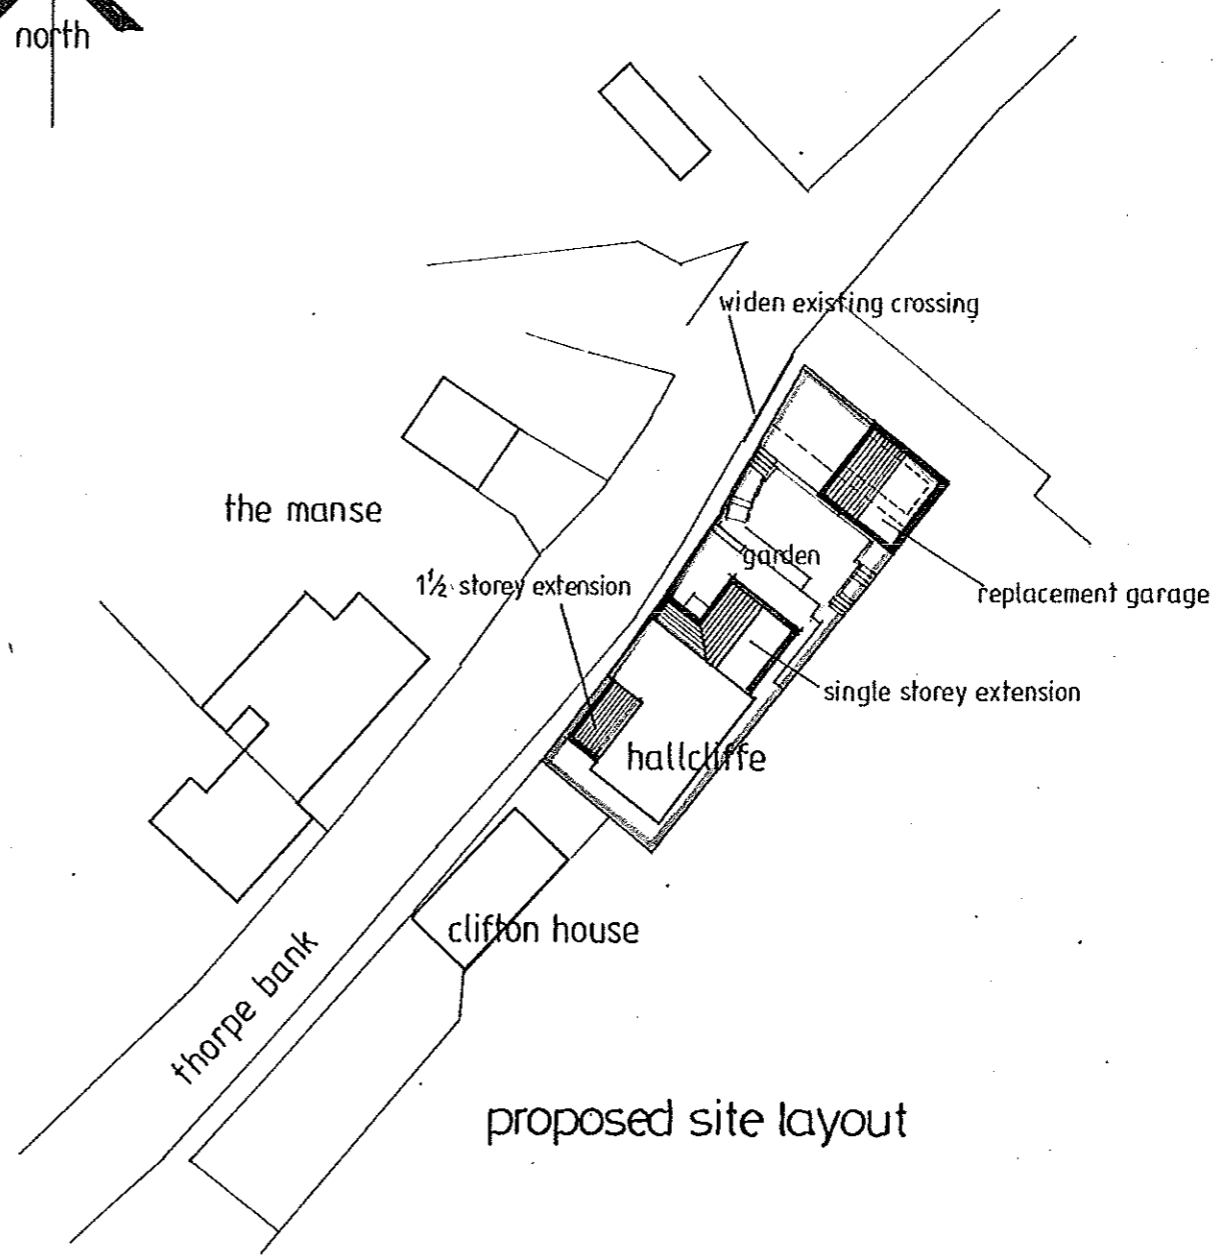 north
widen existing crossing
the manse
garden
1½ storey extension
replacement garage
single storey extension
hallcliffe
clifton house
thorpe bank
proposed site layout